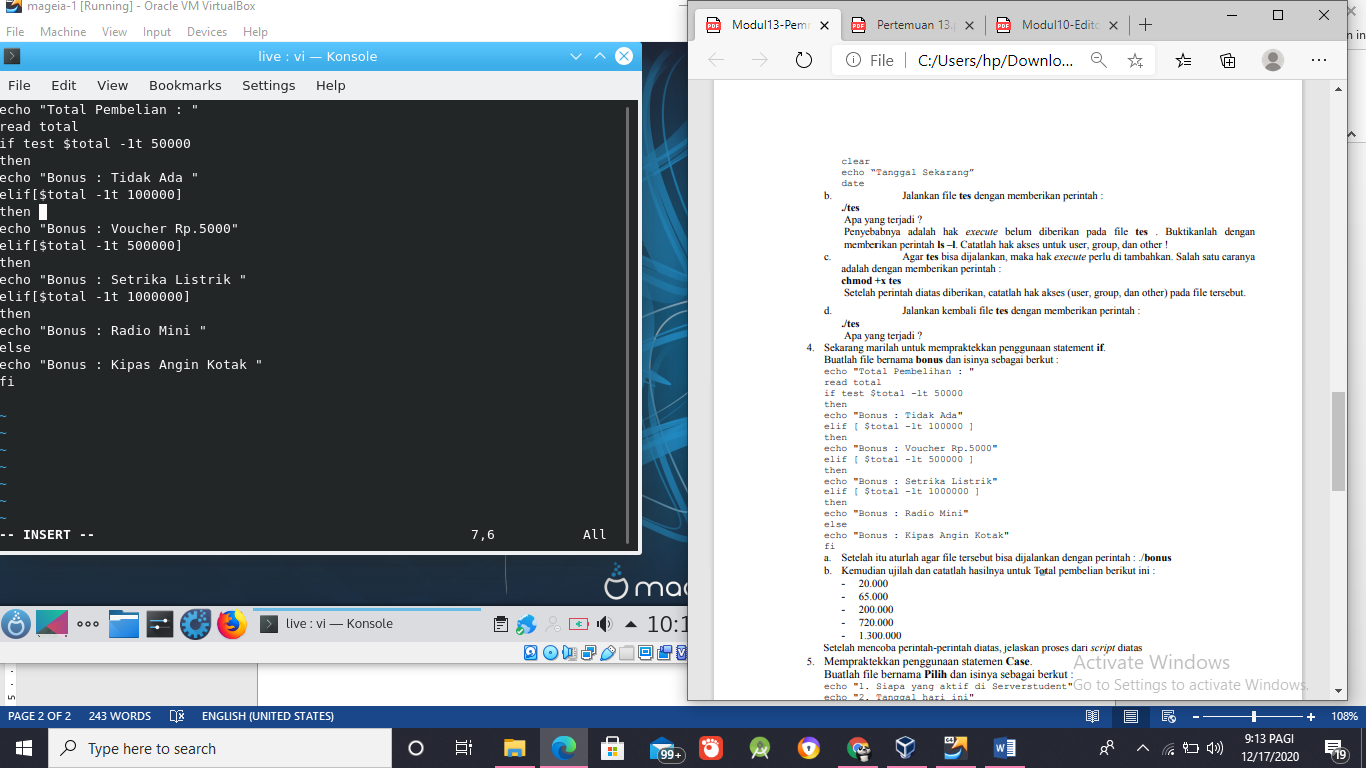 mageia-1 [Running] - Oracle VM VirtualBox
File Machine View Input Devices Help
live : vi — Konsole
File Edit View Bookmarks Settings Help
echo "Total Pembelian : "
read total
if test $total -1t 50000
then
echo "Bonus : Tidak Ada "
elif[$total -1t 100000]
then
echo "Bonus : Voucher Rp.5000"
elif[$total -1t 500000]
then
echo "Bonus : Setrika Listrik "
elif[$total -1t 1000000]
then
echo "Bonus : Radio Mini "
else
echo "Bonus : Kipas Angin Kotak "
fi
~
~
~
~
~
~
~
-- INSERT --
7,6
All
live : vi — Konsole
10:1
Modul13-Pem
Pertemuan 13.
Modul10-Edito
File
C:/Users/hp/Downlo...
n in
clear
echo “Tanggal Sekarang”
date
b. Jalankan file tes dengan memberikan perintah :
./tes
Apa yang terjadi ?
Penyebabnya adalah hak execute belum diberikan pada file tes . Buktikanlah dengan
memberikan perintah ls –l. Catatlah hak akses untuk user, group, dan other !
c. Agar tes bisa dijalankan, maka hak execute perlu di tambahkan. Salah satu caranya
adalah dengan memberikan perintah :
chmod +x tes
Setelah perintah diatas diberikan, catatlah hak akses (user, group, dan other) pada file tersebut.
d. Jalankan kembali file tes dengan memberikan perintah :
./tes
Apa yang terjadi ?
4. Sekarang marilah untuk mempraktekkan penggunaan statement if.
Buatlah file bernama bonus dan isinya sebagai berkut :
echo "Total Pembelihan : "
read total
if test $total -lt 50000
then
echo "Bonus : Tidak Ada"
elif [ $total -lt 100000 ]
then
echo "Bonus : Voucher Rp.5000"
elif [ $total -lt 500000 ]
then
echo "Bonus : Setrika Listrik"
elif [ $total -lt 1000000 ]
then
echo "Bonus : Radio Mini"
else
echo "Bonus : Kipas Angin Kotak"
fi
a. Setelah itu aturlah agar file tersebut bisa dijalankan dengan perintah : ./bonus
b. Kemudian ujilah dan catatlah hasilnya untuk Total pembelian berikut ini :
- 20.000
- 65.000
- 200.000
- 720.000
- 1.300.000
Setelah mencoba perintah-perintah diatas, jelaskan proses dari script diatas
5. Mempraktekkan penggunaan statemen Case.
Buatlah file bernama Pilih dan isinya sebagai berkut :
echo "1. Siapa yang aktif di Serverstudent"
echo "2. Tanggal hari ini"
Activate Windows
Go to Settings to activate Windows.
mag
5
PAGE 2 OF 2 243 WORDS ENGLISH (UNITED STATES)
108%
Type here to search
99+
9:13 PAGI
12/17/2020
19